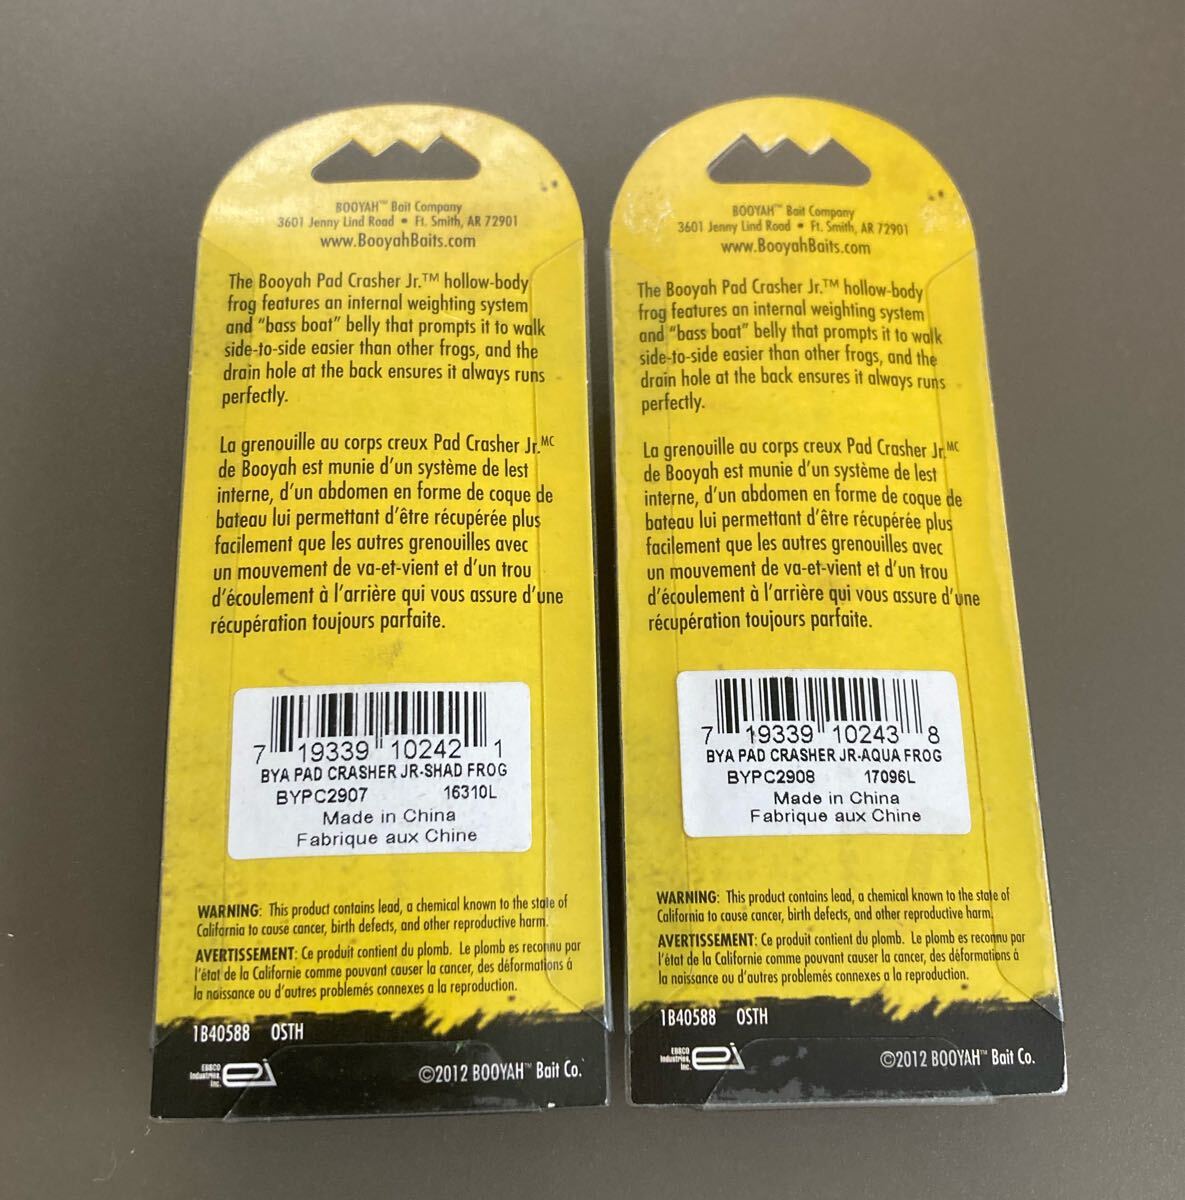 BOOYAH™ Bait Company
3601 Jenny Lind Road • Ft. Smith, AR 72901
www.BooyahBaits.com
The Booyah Pad Crasher Jr.™ hollow-body
frog features an internal weighting system
and “bass boat” belly that prompts it to walk
side-to-side easier than other frogs, and the
drain hole at the back ensures it always runs
perfectly.
La grenouille au corps creux Pad Crasher Jr.MC
de Booyah est munie d’un système de lest
interne, d’un abdomen en forme de coque de
bateau lui permettant d’être récupérée plus
facilement que les autres grenouilles avec
un mouvement de va-et-vient et d’un trou
d’écoulement à l’arrière qui vous assure d’une
récupération toujours parfaite.
7 19339 10242 1
BYA PAD CRASHER JR-SHAD FROG
BYPC2907 16310L
Made in China
Fabrique aux Chine
WARNING: This product contains lead, a chemical known to the state of
California to cause cancer, birth defects, and other reproductive harm.
AVERTISSEMENT: Ce produit contient du plomb. Le plomb es reconnu par
l’état de la Californie comme pouvant causer la cancer, des déformations á
la naissance ou d’autres problemés connexes a la reproduction.
1B40588 OSTH
EBSCO
Industries,
Inc.
ei
©2012 BOOYAH™ Bait Co.
BOOYAH™ Bait Company
3601 Jenny Lind Road • Ft. Smith, AR 72901
www.BooyahBaits.com
The Booyah Pad Crasher Jr.™ hollow-body
frog features an internal weighting system
and “bass boat” belly that prompts it to walk
side-to-side easier than other frogs, and the
drain hole at the back ensures it always runs
perfectly.
La grenouille au corps creux Pad Crasher Jr.MC
de Booyah est munie d’un système de lest
interne, d’un abdomen en forme de coque de
bateau lui permettant d’être récupérée plus
facilement que les autres grenouilles avec
un mouvement de va-et-vient et d’un trou
d’écoulement à l’arrière qui vous assure d’une
récupération toujours parfaite.
7 19339 10243 8
BYA PAD CRASHER JR-AQUA FROG
BYPC2908 17096L
Made in China
Fabrique aux Chine
WARNING: This product contains lead, a chemical known to the state of
California to cause cancer, birth defects, and other reproductive harm.
AVERTISSEMENT: Ce produit contient du plomb. Le plomb es reconnu par
l’état de la Californie comme pouvant causer la cancer, des déformations á
la naissance ou d’autres problemés connexes a la reproduction.
1B40588 OSTH
EBSCO
Industries,
Inc.
ei
©2012 BOOYAH™ Bait Co.